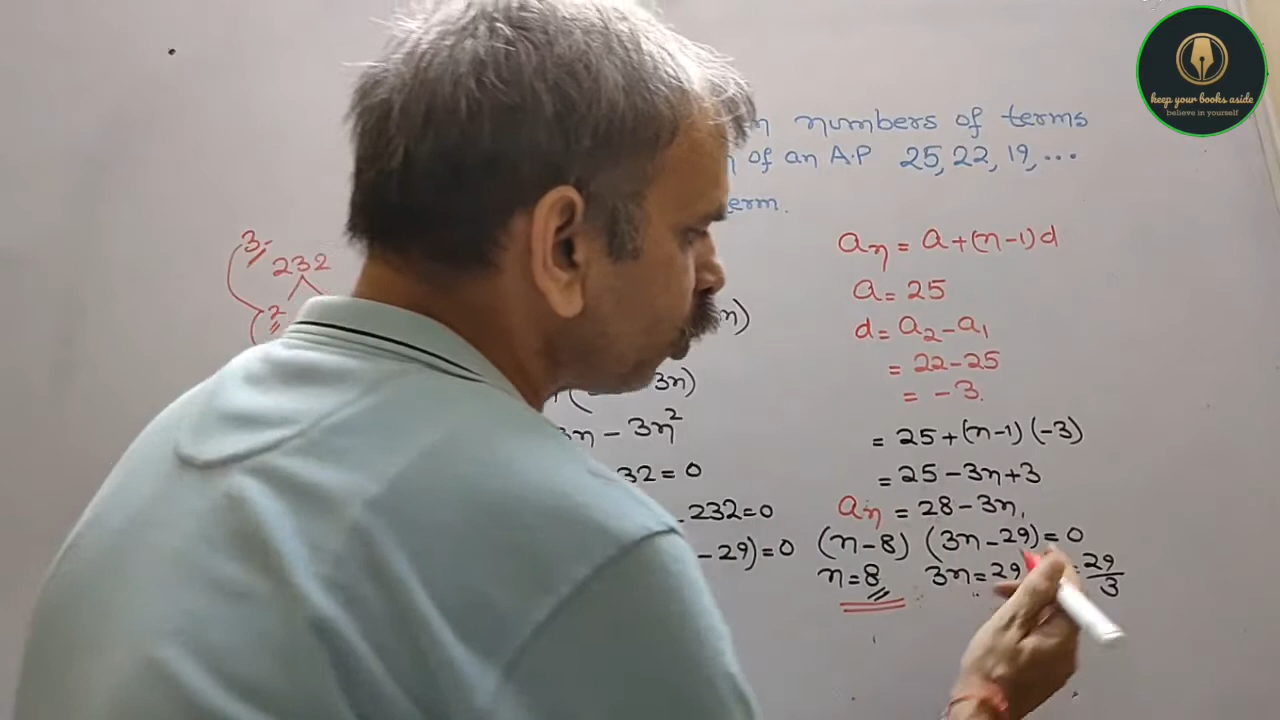 keep your books aside
believe in yourself
numbers of terms
of an A.P 25, 22, 19, ...
3
232
2
aₙ = a+(n-1)d
a = 25
d = a₂-a₁
= 22-25
= -3.
= 25+(n-1)(-3)
= 25-3n+3
aₙ = 28-3n,
n)
3n)
3n - 3n²
32=0
-232=0
-29)=0 (n-8) (3n-29)=0
n=8 3n=29 =29/3